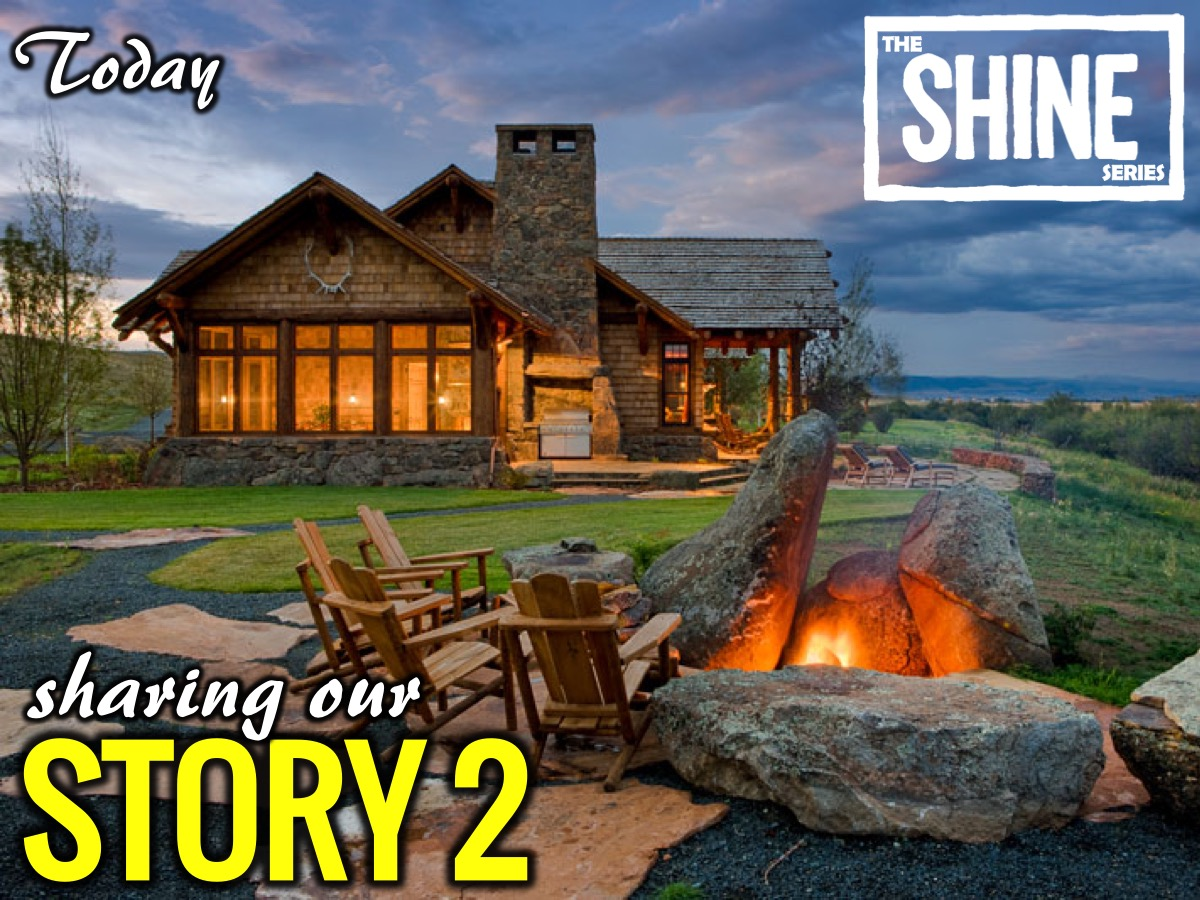 Today
THE
SHINE
SERIES
sharing our
STORY 2